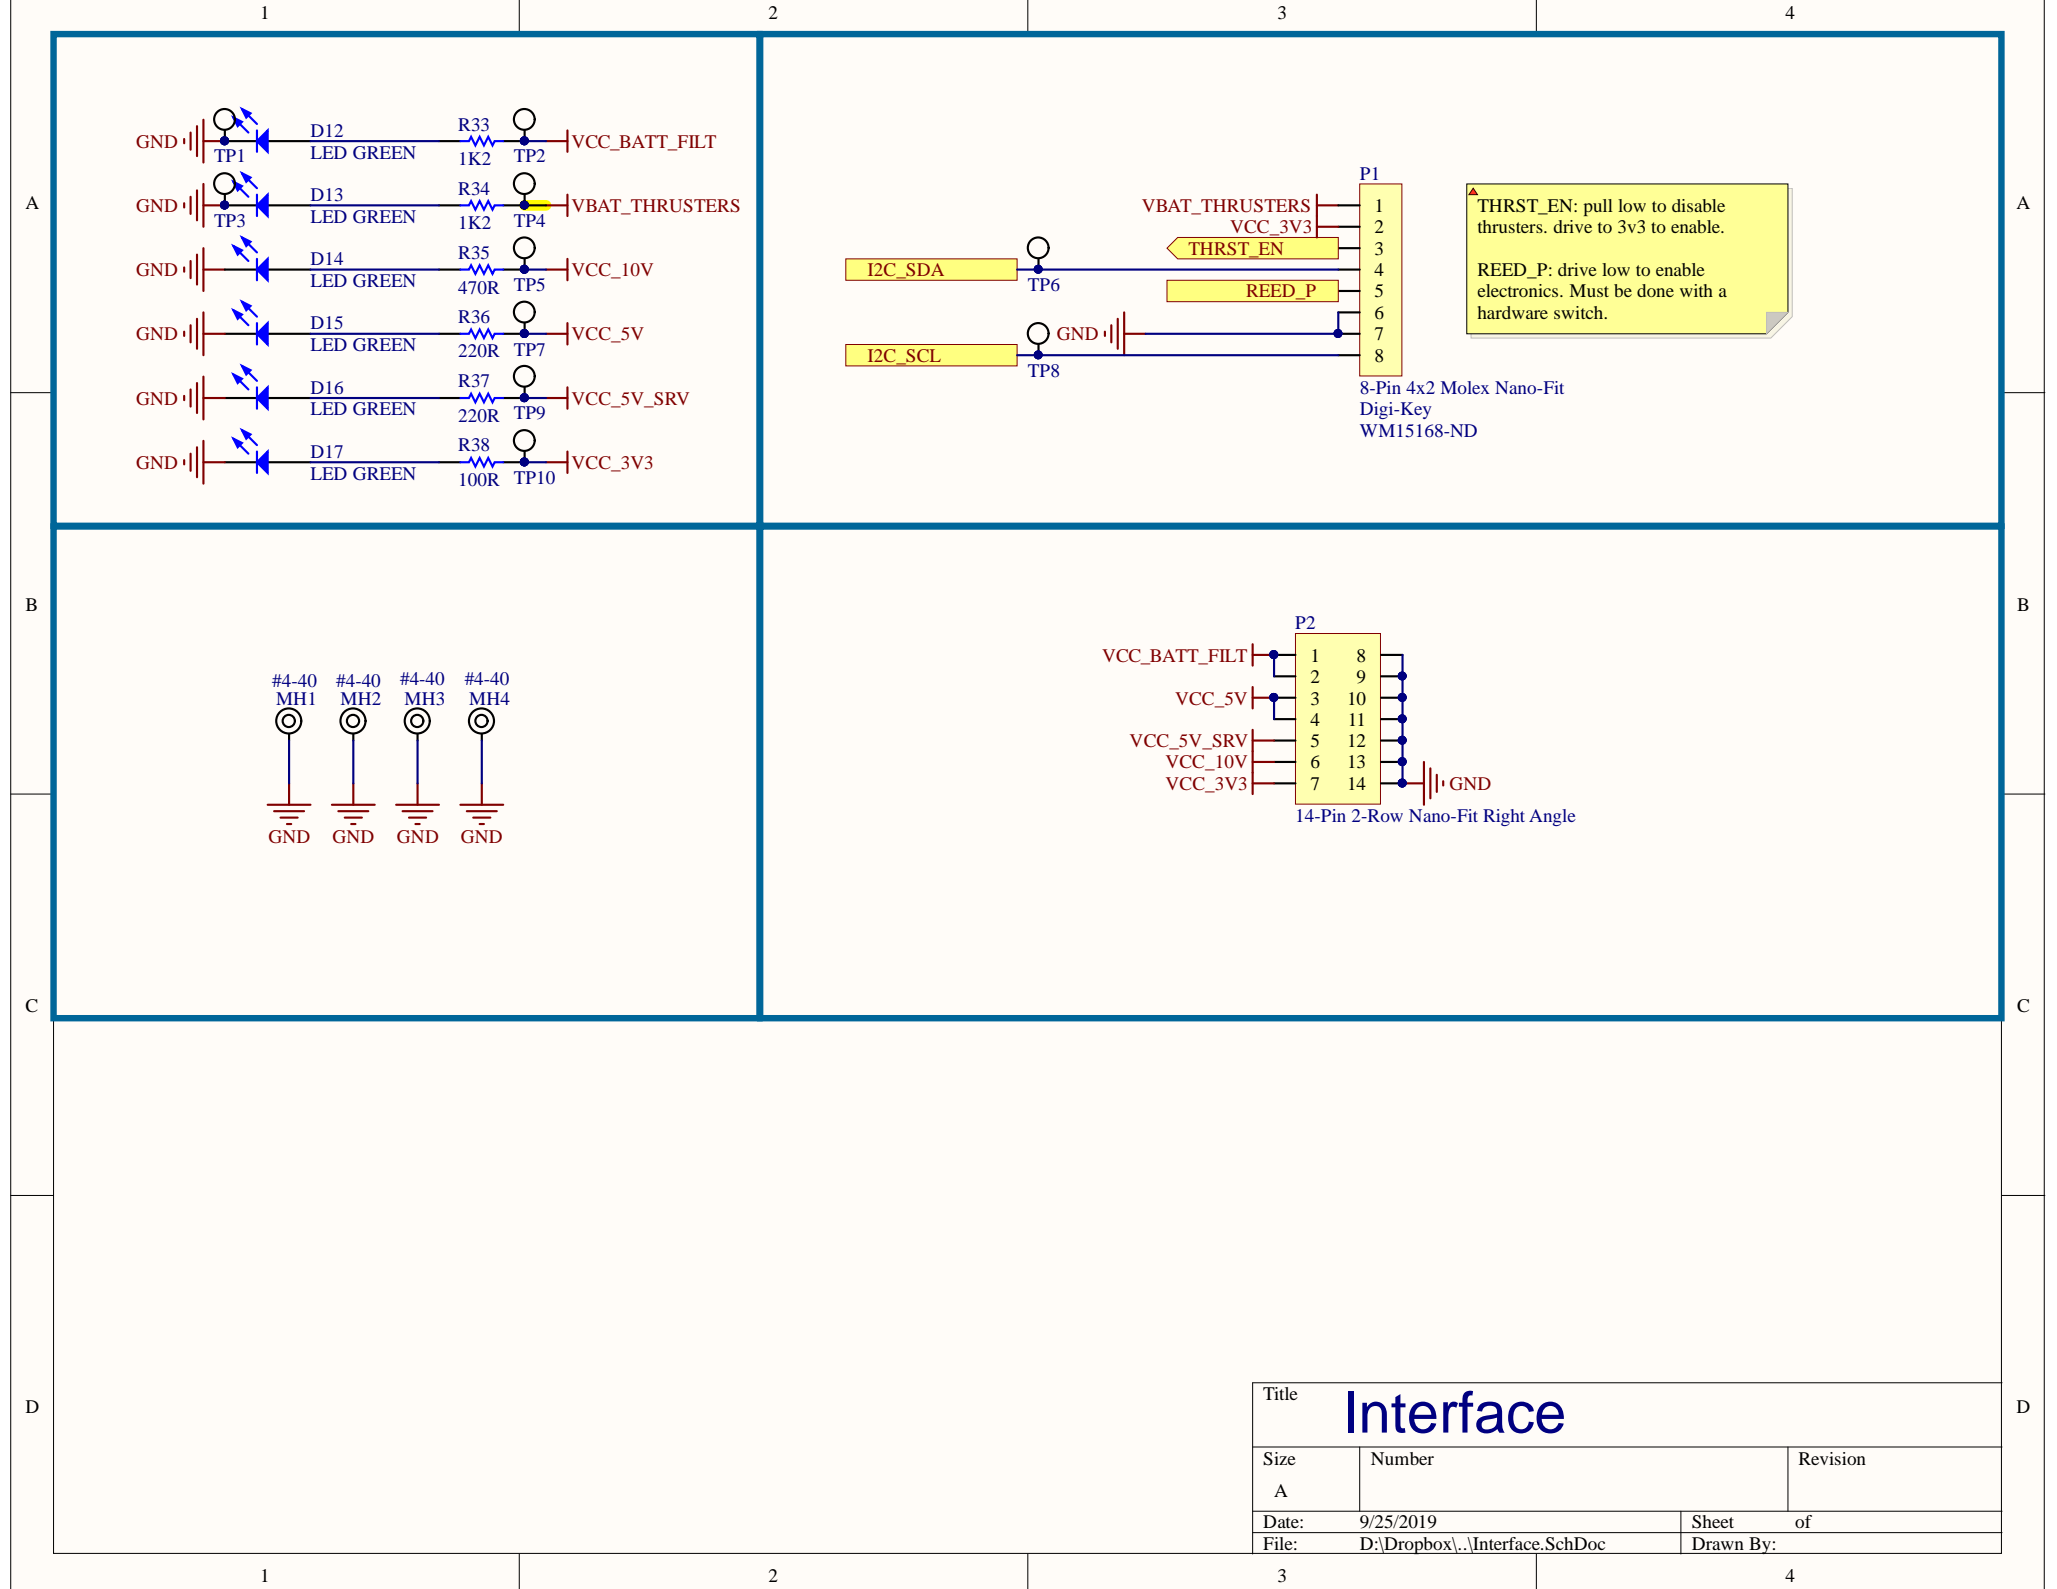 1 2 3 4
A A
B B
C C
D D
1 2 3 4
GND TP1 D12 LED GREEN R33 1K2 TP2 VCC_BATT_FILT
GND TP3 D13 LED GREEN R34 1K2 TP4 VBAT_THRUSTERS
GND D14 LED GREEN R35 470R TP5 VCC_10V
GND D15 LED GREEN R36 220R TP7 VCC_5V
GND D16 LED GREEN R37 220R TP9 VCC_5V_SRV
GND D17 LED GREEN R38 100R TP10 VCC_3V3
P1
VBAT_THRUSTERS 1
VCC_3V3 2
THRST_EN 3
I2C_SDA TP6 4
REED_P 5
6
GND 7
I2C_SCL TP8 8
8-Pin 4x2 Molex Nano-Fit
Digi-Key
WM15168-ND
THRST_EN: pull low to disable
thrusters. drive to 3v3 to enable.
REED_P: drive low to enable
electronics. Must be done with a
hardware switch.
#4-40 #4-40 #4-40 #4-40
MH1 MH2 MH3 MH4
GND GND GND GND
P2
VCC_BATT_FILT 1 8
2 9
VCC_5V 3 10
4 11
VCC_5V_SRV 5 12
VCC_10V 6 13
VCC_3V3 7 14 GND
14-Pin 2-Row Nano-Fit Right Angle
Title Interface
Size Number Revision
A
Date: 9/25/2019 Sheet of
File: D:\Dropbox\..\Interface.SchDoc Drawn By: